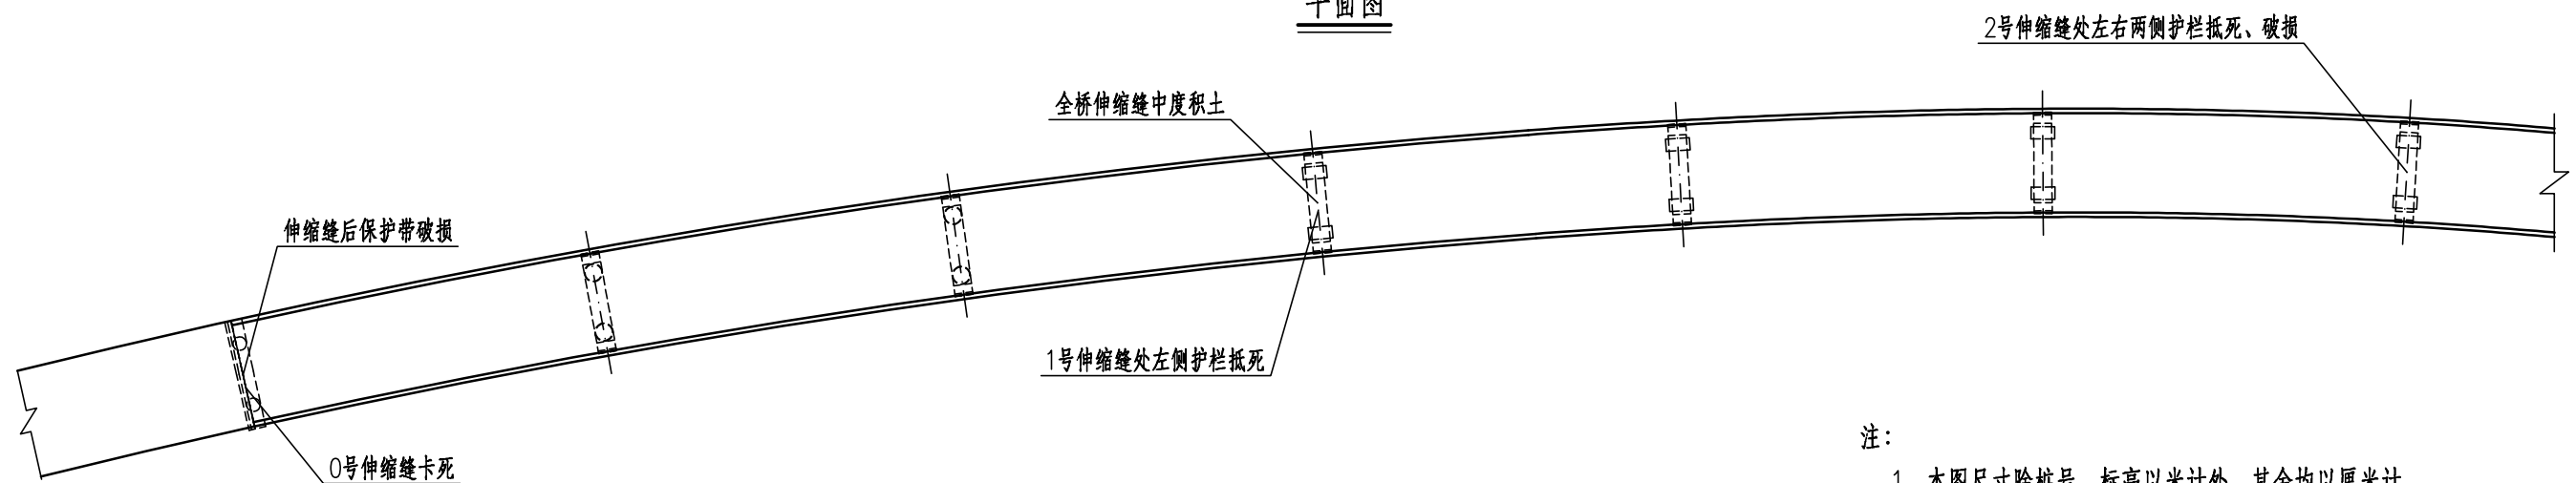 平面图
2号伸缩缝处左右两侧护栏抵死、破损
全桥伸缩缝中度积土
伸缩缝后保护带破损
1号伸缩缝处左侧护栏抵死
0号伸缩缝卡死
注：
1、本图尺寸除桩号、标高以米计外，其余均以厘米计